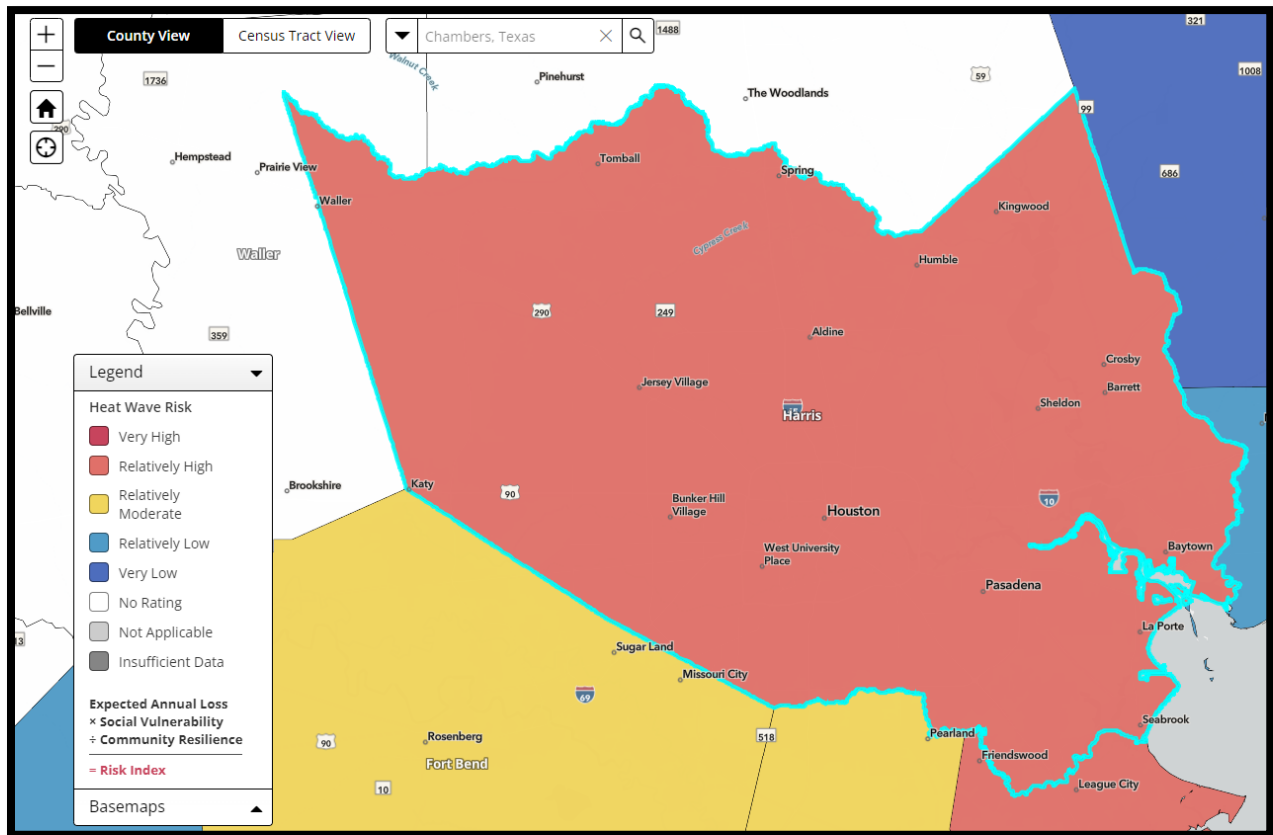 +
County View
Census Tract View
Chambers, Texas
1488
321
−
1736
Walnut Creek
Pinehurst
The Woodlands
59
1008
99
290
Hempstead
Prairie View
Tomball
Spring
686
Waller
Kingwood
Waller
Cypress Creek
Humble
Bellville
290
249
359
Aldine
Crosby
Jersey Village
Barrett
Sheldon
Harris
Brookshire
Katy
90
Bunker Hill
Village
Houston
10
West University
Place
Baytown
Pasadena
La Porte
Sugar Land
Missouri City
69
Seabrook
90
Rosenberg
518
Pearland
Fort Bend
Friendswood
10
League City
13
Legend
Heat Wave Risk
Very High
Relatively High
Relatively
Moderate
Relatively Low
Very Low
No Rating
Not Applicable
Insufficient Data
Expected Annual Loss
× Social Vulnerability
÷ Community Resilience
= Risk Index
Basemaps